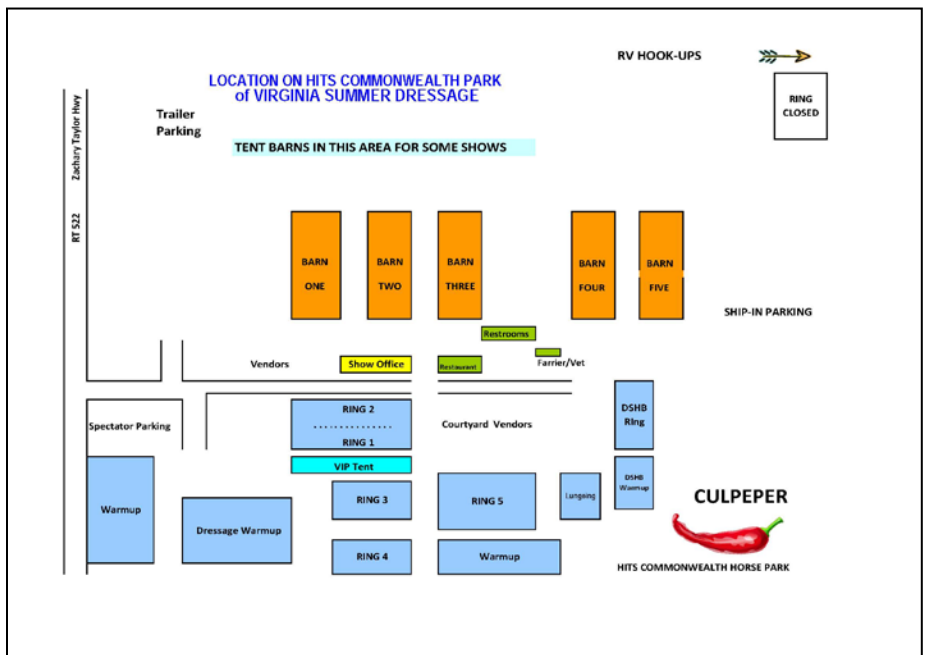 RV HOOK-UPS
LOCATION ON HITS COMMONWEALTH PARK
of VIRGINIA SUMMER DRESSAGE
RING
CLOSED
Zachary Taylor Hwy
RT 522
Trailer
Parking
TENT BARNS IN THIS AREA FOR SOME SHOWS
BARN
ONE
BARN
TWO
BARN
THREE
BARN
FOUR
BARN
FIVE
SHIP-IN PARKING
Restrooms
Vendors
Show Office
Restaurant
Farrier/Vet
RING 2
RING 1
Spectator Parking
Courtyard Vendors
DSHB
Ring
VIP Tent
Warmup
Dressage Warmup
RING 3
RING 5
Lungeing
DSHB
Warmup
CULPEPER
RING 4
Warmup
HITS COMMONWEALTH HORSE PARK